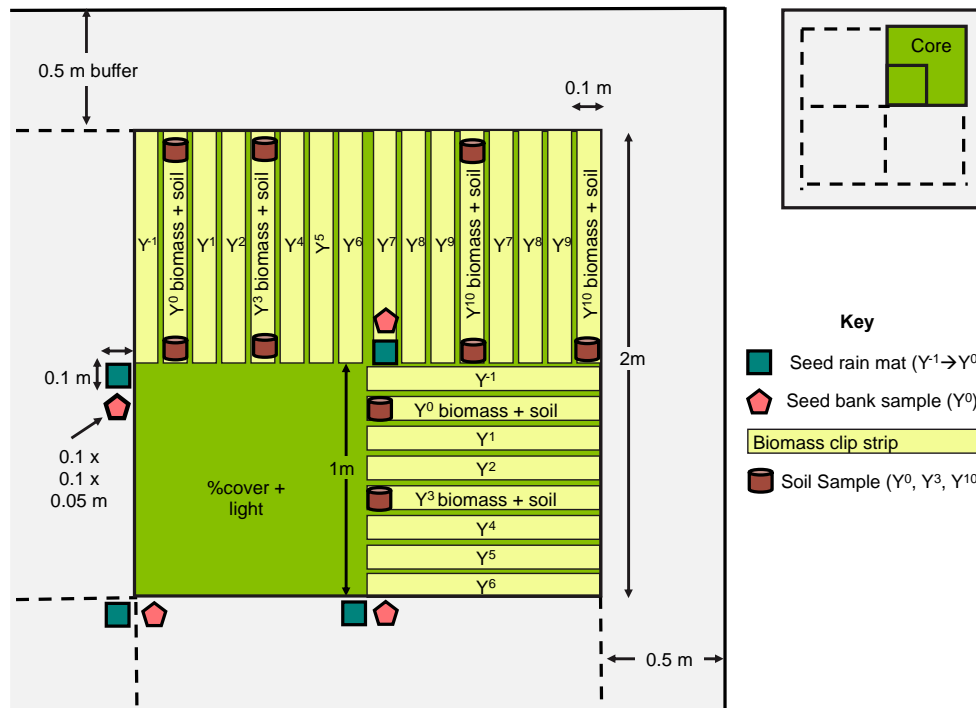 0.5 m buffer
0.1 m
Core
Y⁻¹
Y⁰ biomass + soil
Y¹
Y²
Y³ biomass + soil
Y⁴
Y⁵
Y⁶
Y⁷
Y⁸
Y⁹
Y¹⁰ biomass + soil
Y⁷
Y⁸
Y⁹
Y¹⁰ biomass + soil
2m
0.1 m
0.1 x
0.1 x
0.05 m
%cover +
light
1m
Y⁻¹
Y⁰ biomass + soil
Y¹
Y²
Y³ biomass + soil
Y⁴
Y⁵
Y⁶
0.5 m
Key
Seed rain mat (Y⁻¹→Y⁰
Seed bank sample (Y⁰)
Biomass clip strip
Soil Sample (Y⁰, Y³, Y¹⁰